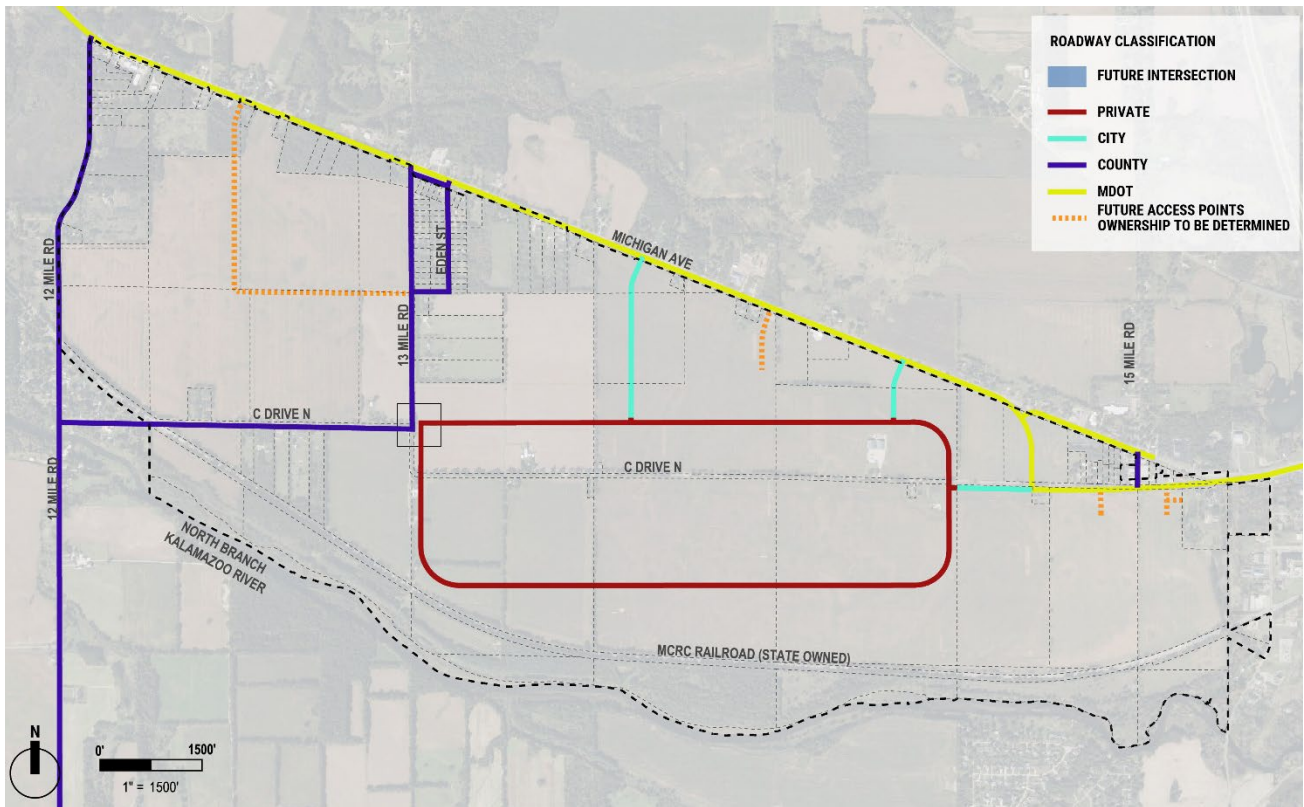 ROADWAY CLASSIFICATION
FUTURE INTERSECTION
PRIVATE
CITY
COUNTY
MDOT
FUTURE ACCESS POINTS
OWNERSHIP TO BE DETERMINED
12 MILE RD
EDEN ST
MICHIGAN AVE
13 MILE RD
15 MILE RD
C DRIVE N
12 MILE RD
C DRIVE N
NORTH BRANCH
KALAMAZOO RIVER
MCRC RAILROAD (STATE OWNED)
N
0' 1500'
1" = 1500'